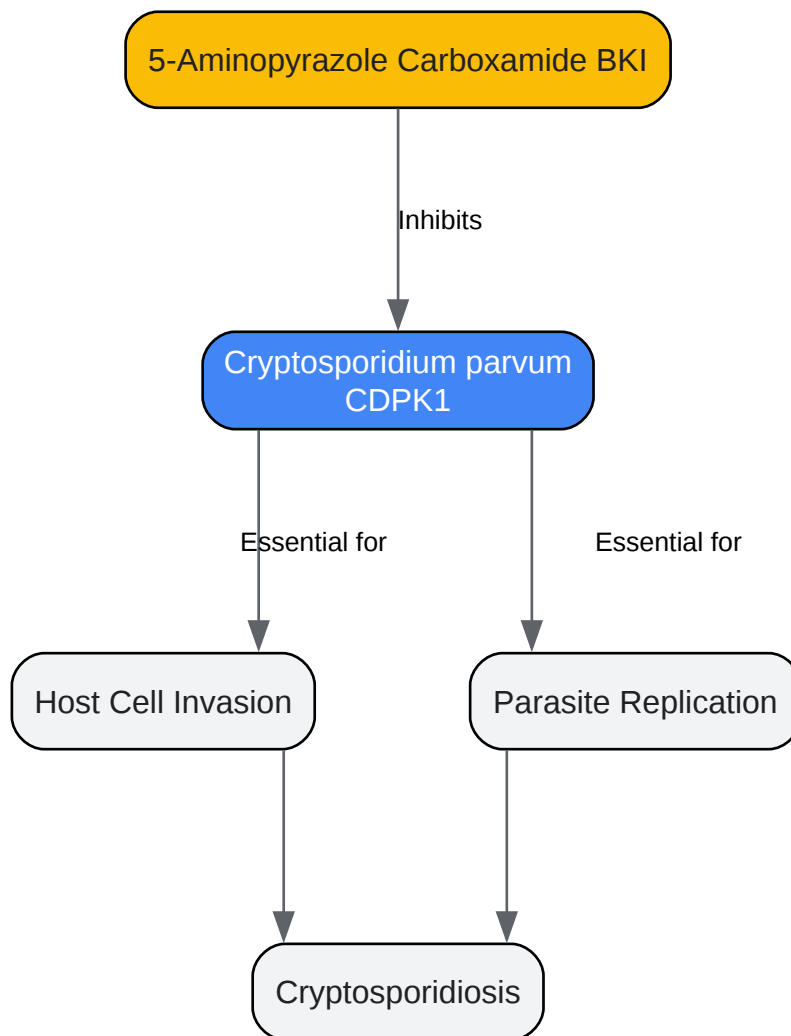 5-Aminopyrazole Carboxamide BKI
Inhibits
Cryptosporidium parvum
CDPK1
Essential for
Essential for
Host Cell Invasion
Parasite Replication
Cryptosporidiosis